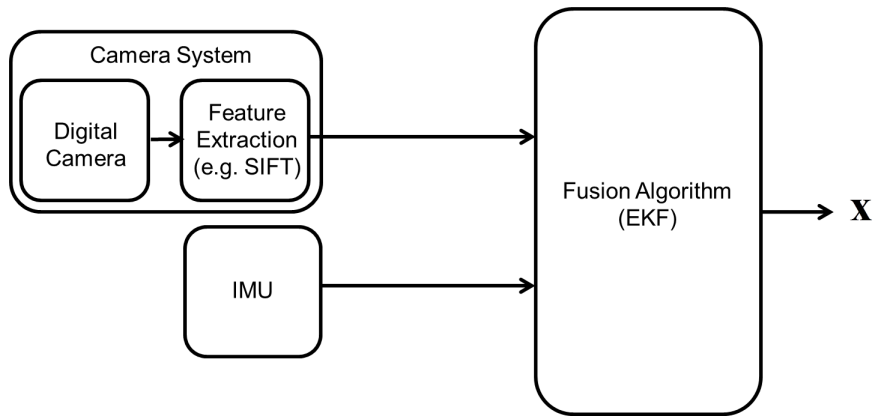 Camera System
Digital
Camera
Feature
Extraction
(e.g. SIFT)
IMU
Fusion Algorithm
(EKF)
X